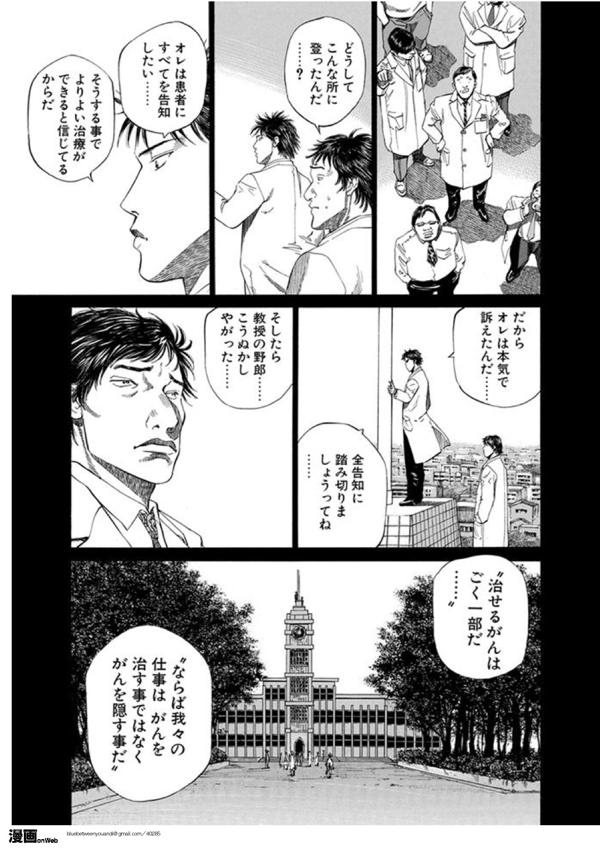 どうして
こんな所に
登ったんだ
……?
オレは患者に
すべてを告知
したい……
そうする事で
よりよい治療が
できると信じてる
からだ
だから
オレは本気で
訴えたんだ……
全告知に
踏み切りま
しょうってね
そしたら
教授の野郎……
こうぬかし
やがった……
〝治せるがんは
ごく一部だ
………
〝ならば我々の
仕事は がんを
治す事ではなく
がんを隠す事だ〟
漫画onWeb
bluebetweenyouandi@gmail.com/40285